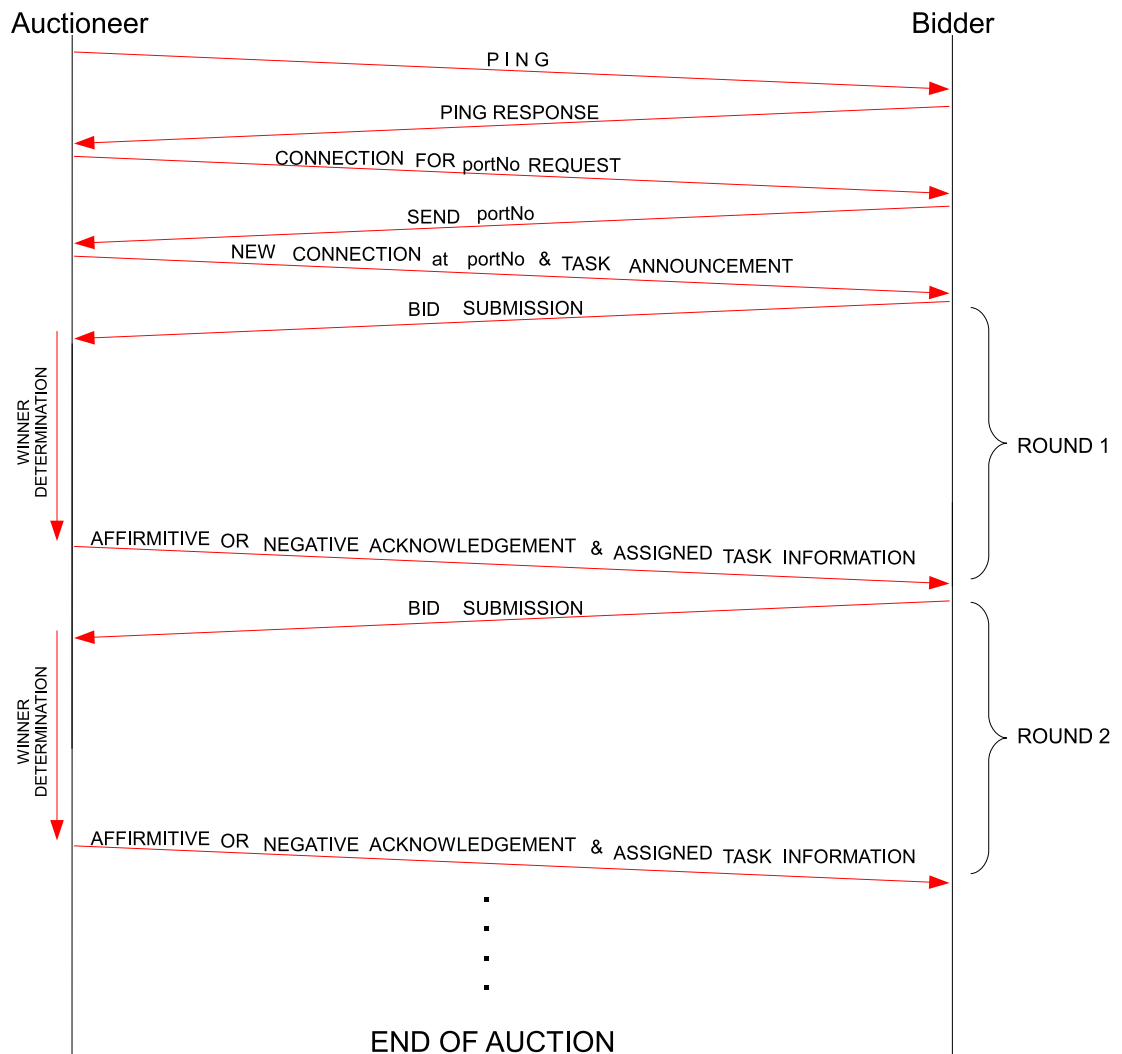 Auctioneer
Bidder
P I N G
PING RESPONSE
CONNECTION FOR portNo REQUEST
SEND portNo
NEW CONNECTION at portNo & TASK ANNOUNCEMENT
BID SUBMISSION
WINNER
DETERMINATION
ROUND 1
AFFIRMITIVE OR NEGATIVE ACKNOWLEDGEMENT & ASSIGNED TASK INFORMATION
BID SUBMISSION
WINNER
DETERMINATION
ROUND 2
AFFIRMITIVE OR NEGATIVE ACKNOWLEDGEMENT & ASSIGNED TASK INFORMATION
END OF AUCTION